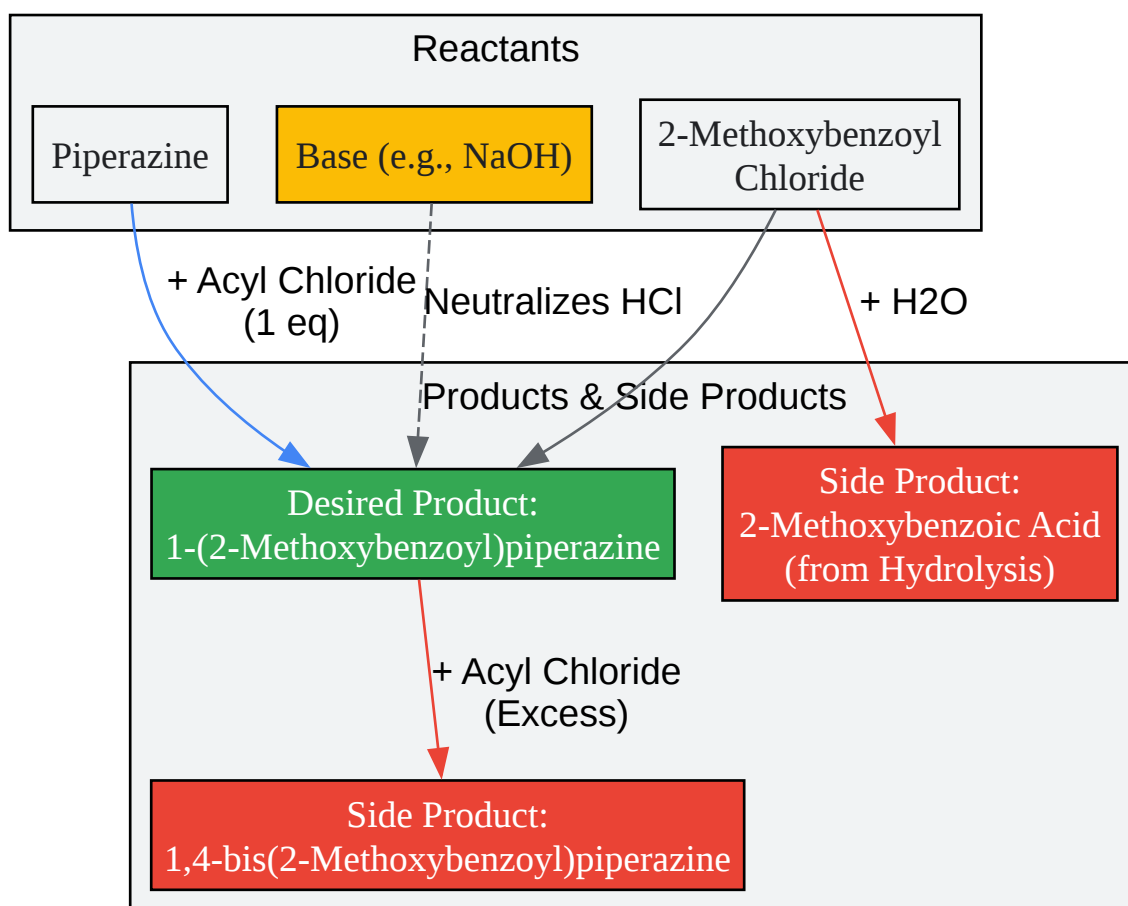 Reactants
Piperazine
Base (e.g., NaOH)
2-Methoxybenzoyl
Chloride
+ Acyl Chloride
(1 eq)
Neutralizes HCl
+ H2O
Products & Side Products
Desired Product:
1-(2-Methoxybenzoyl)piperazine
Side Product:
2-Methoxybenzoic Acid
(from Hydrolysis)
+ Acyl Chloride
(Excess)
Side Product:
1,4-bis(2-Methoxybenzoyl)piperazine